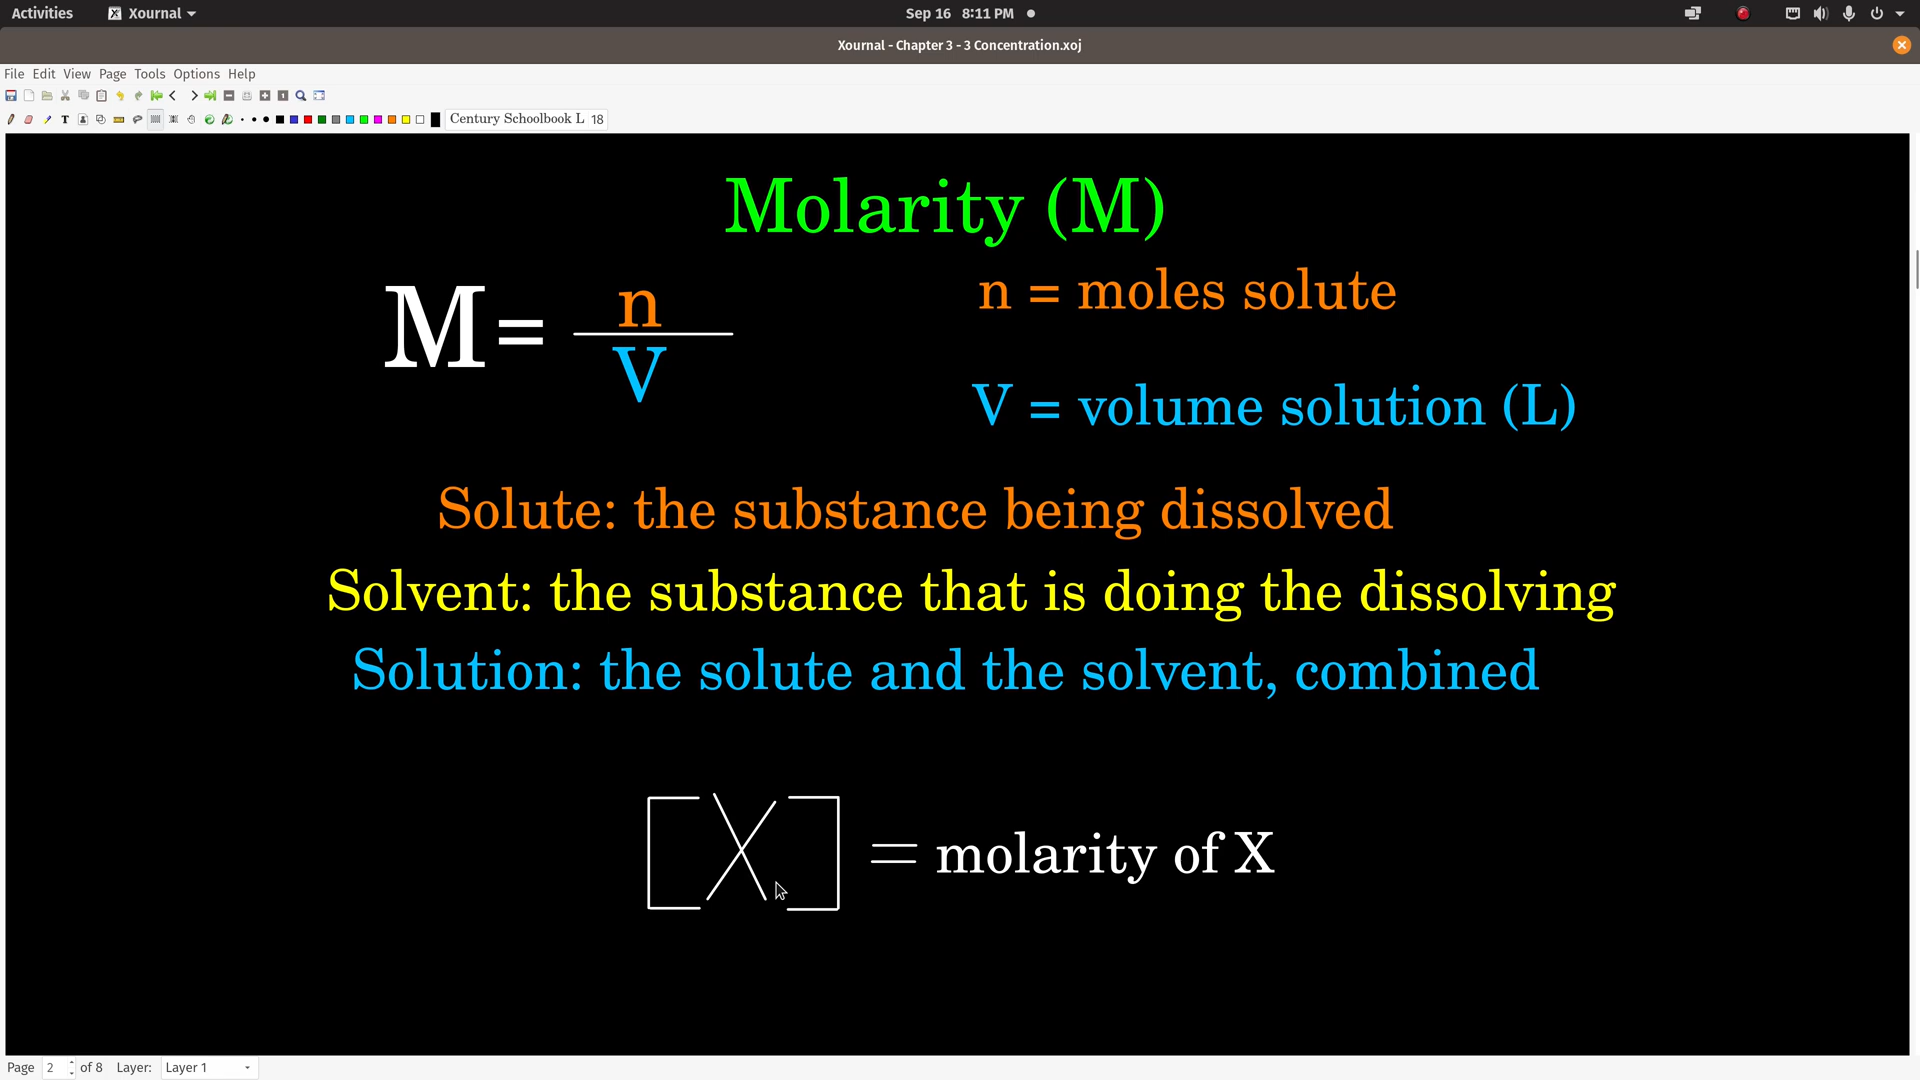 Activities Xournal Sep 16 8:11 PM
Xournal - Chapter 3 - 3 Concentration.xoj
File Edit View Page Tools Options Help
Century Schoolbook L 18
Molarity (M)
M = n
V
n = moles solute
V = volume solution (L)
Solute: the substance being dissolved
Solvent: the substance that is doing the dissolving
Solution: the solute and the solvent, combined
[X] = molarity of X
Page 2 of 8 Layer: Layer 1